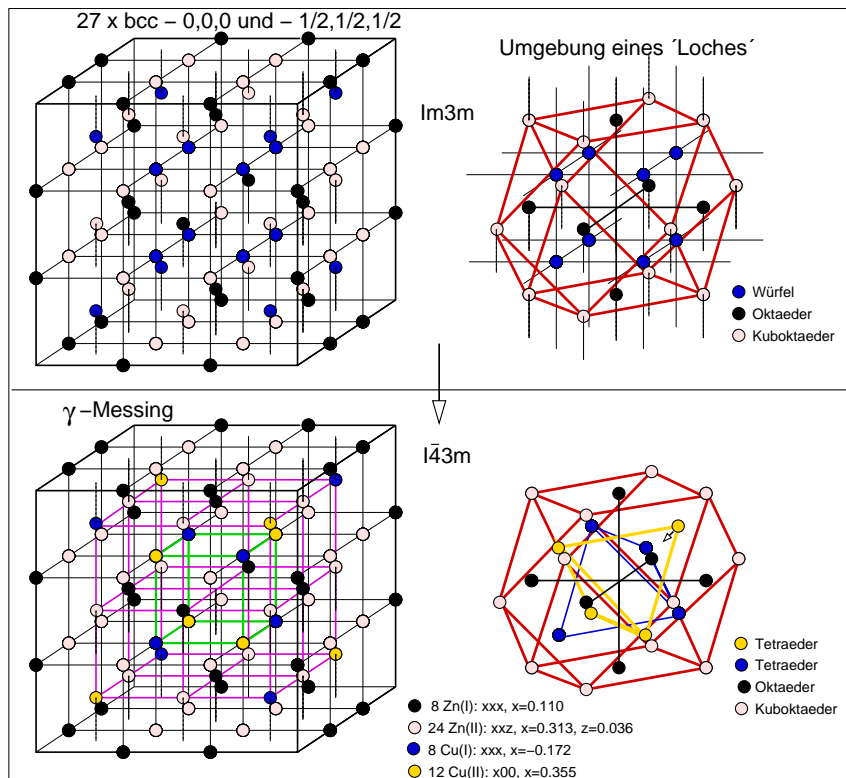 27 x bcc − 0,0,0 und − 1/2,1/2,1/2
Umgebung eines ´Loches´
Im3m
Würfel
Oktaeder
Kuboktaeder
γ −Messing
I4̄3m
Tetraeder
Tetraeder
Oktaeder
Kuboktaeder
8 Zn(I): xxx, x=0.110
24 Zn(II): xxz, x=0.313, z=0.036
8 Cu(I): xxx, x=−0.172
12 Cu(II): x00, x=0.355